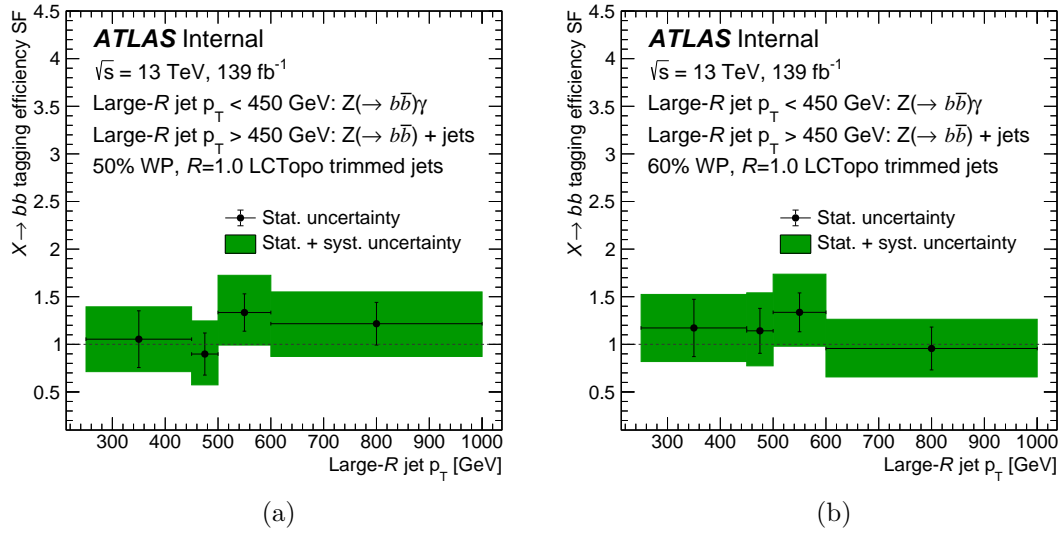 X → bb tagging efficiency SF
4.5
4
3.5
3
2.5
2
1.5
1
0.5
ATLAS Internal
√s = 13 TeV, 139 fb⁻¹
Large-R jet p_T < 450 GeV: Z(→ bb̄)γ
Large-R jet p_T > 450 GeV: Z(→ bb̄) + jets
50% WP, R=1.0 LCTopo trimmed jets
Stat. uncertainty
Stat. + syst. uncertainty
300 400 500 600 700 800 900 1000
Large-R jet p_T [GeV]
(a)
X → bb tagging efficiency SF
4.5
4
3.5
3
2.5
2
1.5
1
0.5
ATLAS Internal
√s = 13 TeV, 139 fb⁻¹
Large-R jet p_T < 450 GeV: Z(→ bb̄)γ
Large-R jet p_T > 450 GeV: Z(→ bb̄) + jets
60% WP, R=1.0 LCTopo trimmed jets
Stat. uncertainty
Stat. + syst. uncertainty
300 400 500 600 700 800 900 1000
Large-R jet p_T [GeV]
(b)